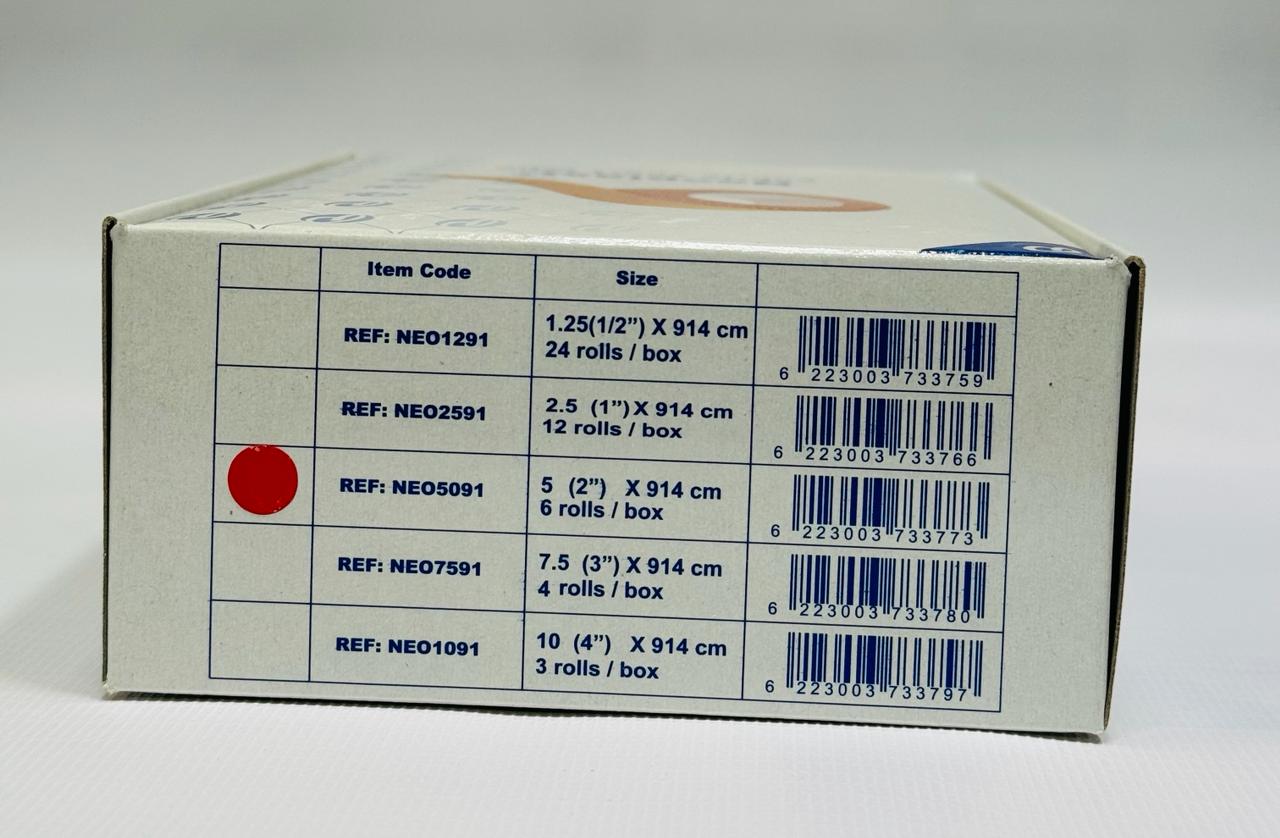 Item Code
Size
REF: NEO1291
1.25(1/2”) X 914 cm
24 rolls / box
6 223003 733759
REF: NEO2591
2.5 (1”) X 914 cm
12 rolls / box
6 223003 733766
REF: NEO5091
5 (2”) X 914 cm
6 rolls / box
6 223003 733773
REF: NEO7591
7.5 (3”) X 914 cm
4 rolls / box
6 223003 733780
REF: NEO1091
10 (4”) X 914 cm
3 rolls / box
6 223003 733797